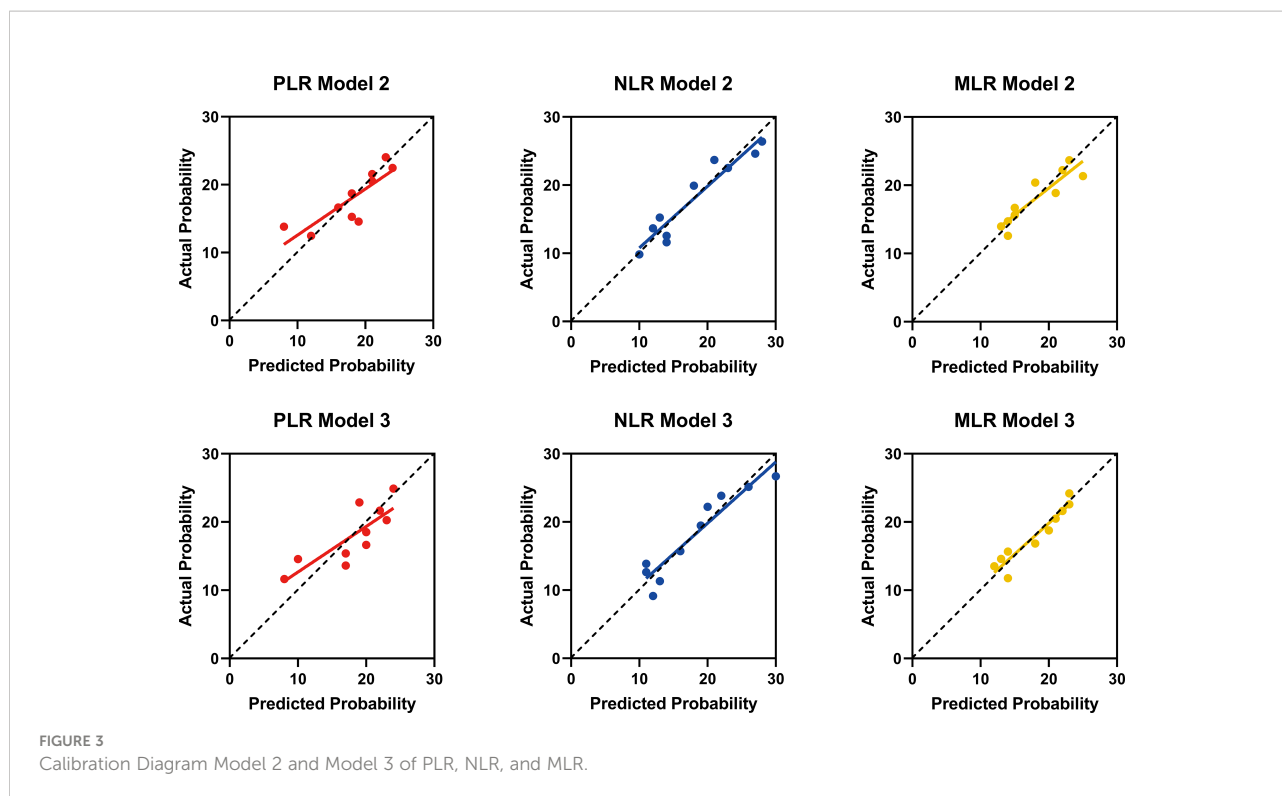 PLR Model 2
NLR Model 2
MLR Model 2
30
20
10
0
Actual Probability
0 10 20 30
Predicted Probability
30
20
10
0
Actual Probability
0 10 20 30
Predicted Probability
30
20
10
0
Actual Probability
0 10 20 30
Predicted Probability
PLR Model 3
NLR Model 3
MLR Model 3
30
20
10
0
Actual Probability
0 10 20 30
Predicted Probability
30
20
10
0
Actual Probability
0 10 20 30
Predicted Probability
30
20
10
0
Actual Probability
0 10 20 30
Predicted Probability
FIGURE 3
Calibration Diagram Model 2 and Model 3 of PLR, NLR, and MLR.